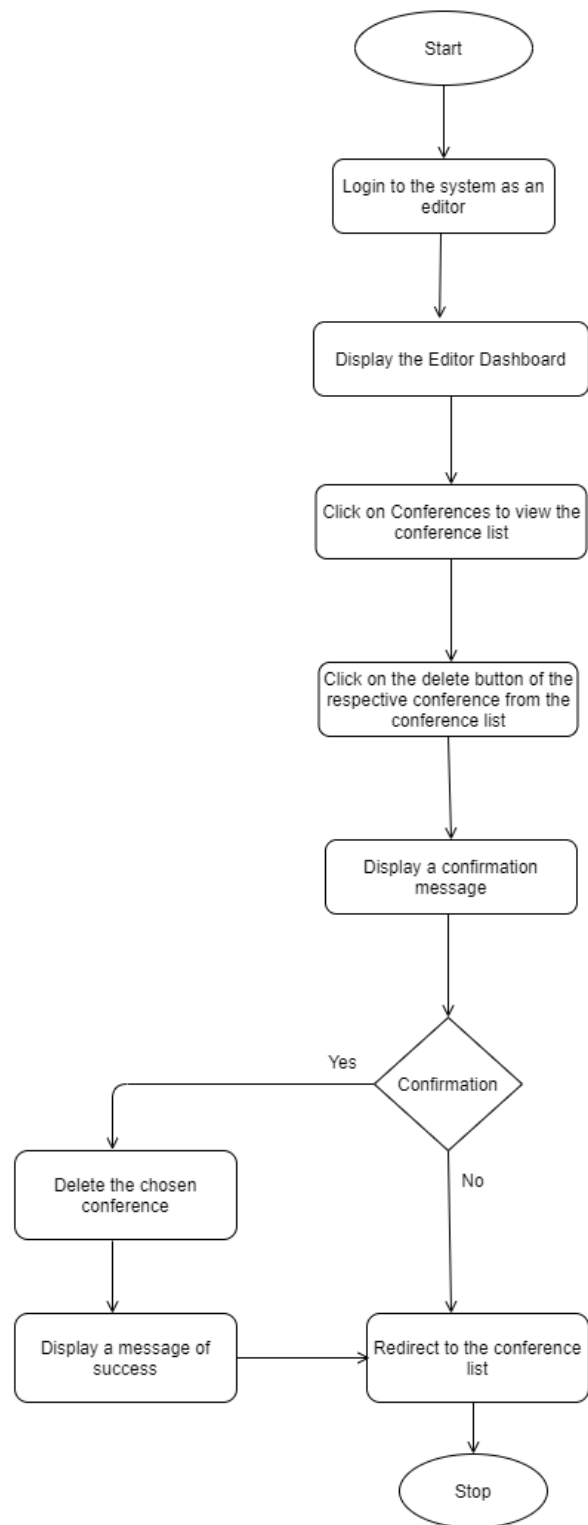 Start
Login to the system as an
editor
Display the Editor Dashboard
Click on Conferences to view the
conference list
Click on the delete button of the
respective conference from the
conference list
Display a confirmation
message
Yes
Confirmation
No
Delete the chosen
conference
Display a message of
success
Redirect to the conference
list
Stop